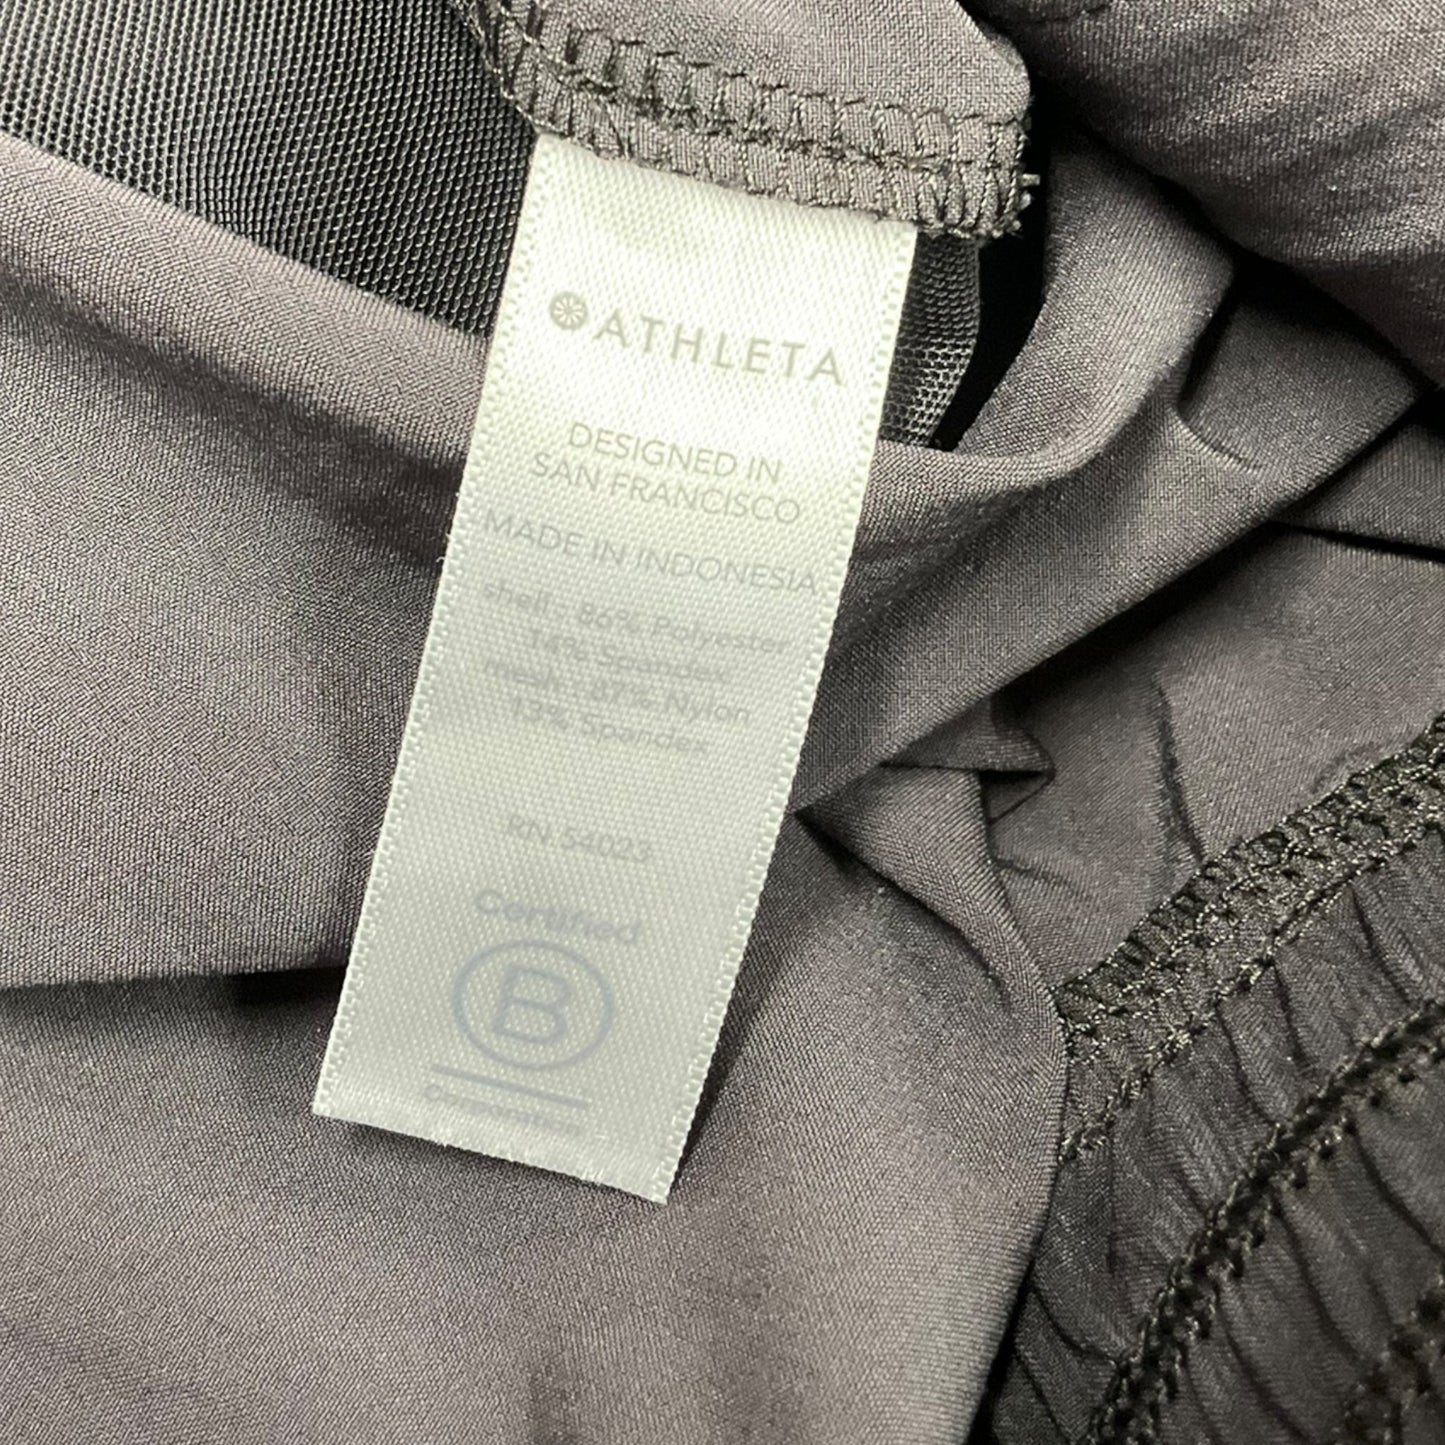 ATHLETA
DESIGNED IN
SAN FRANCISCO
MADE IN INDONESIA
shell - 86% Polyester
14% Spandex
mesh - 87% Nylon
13% Spandex
RN 54023
Certified
B
Corporation